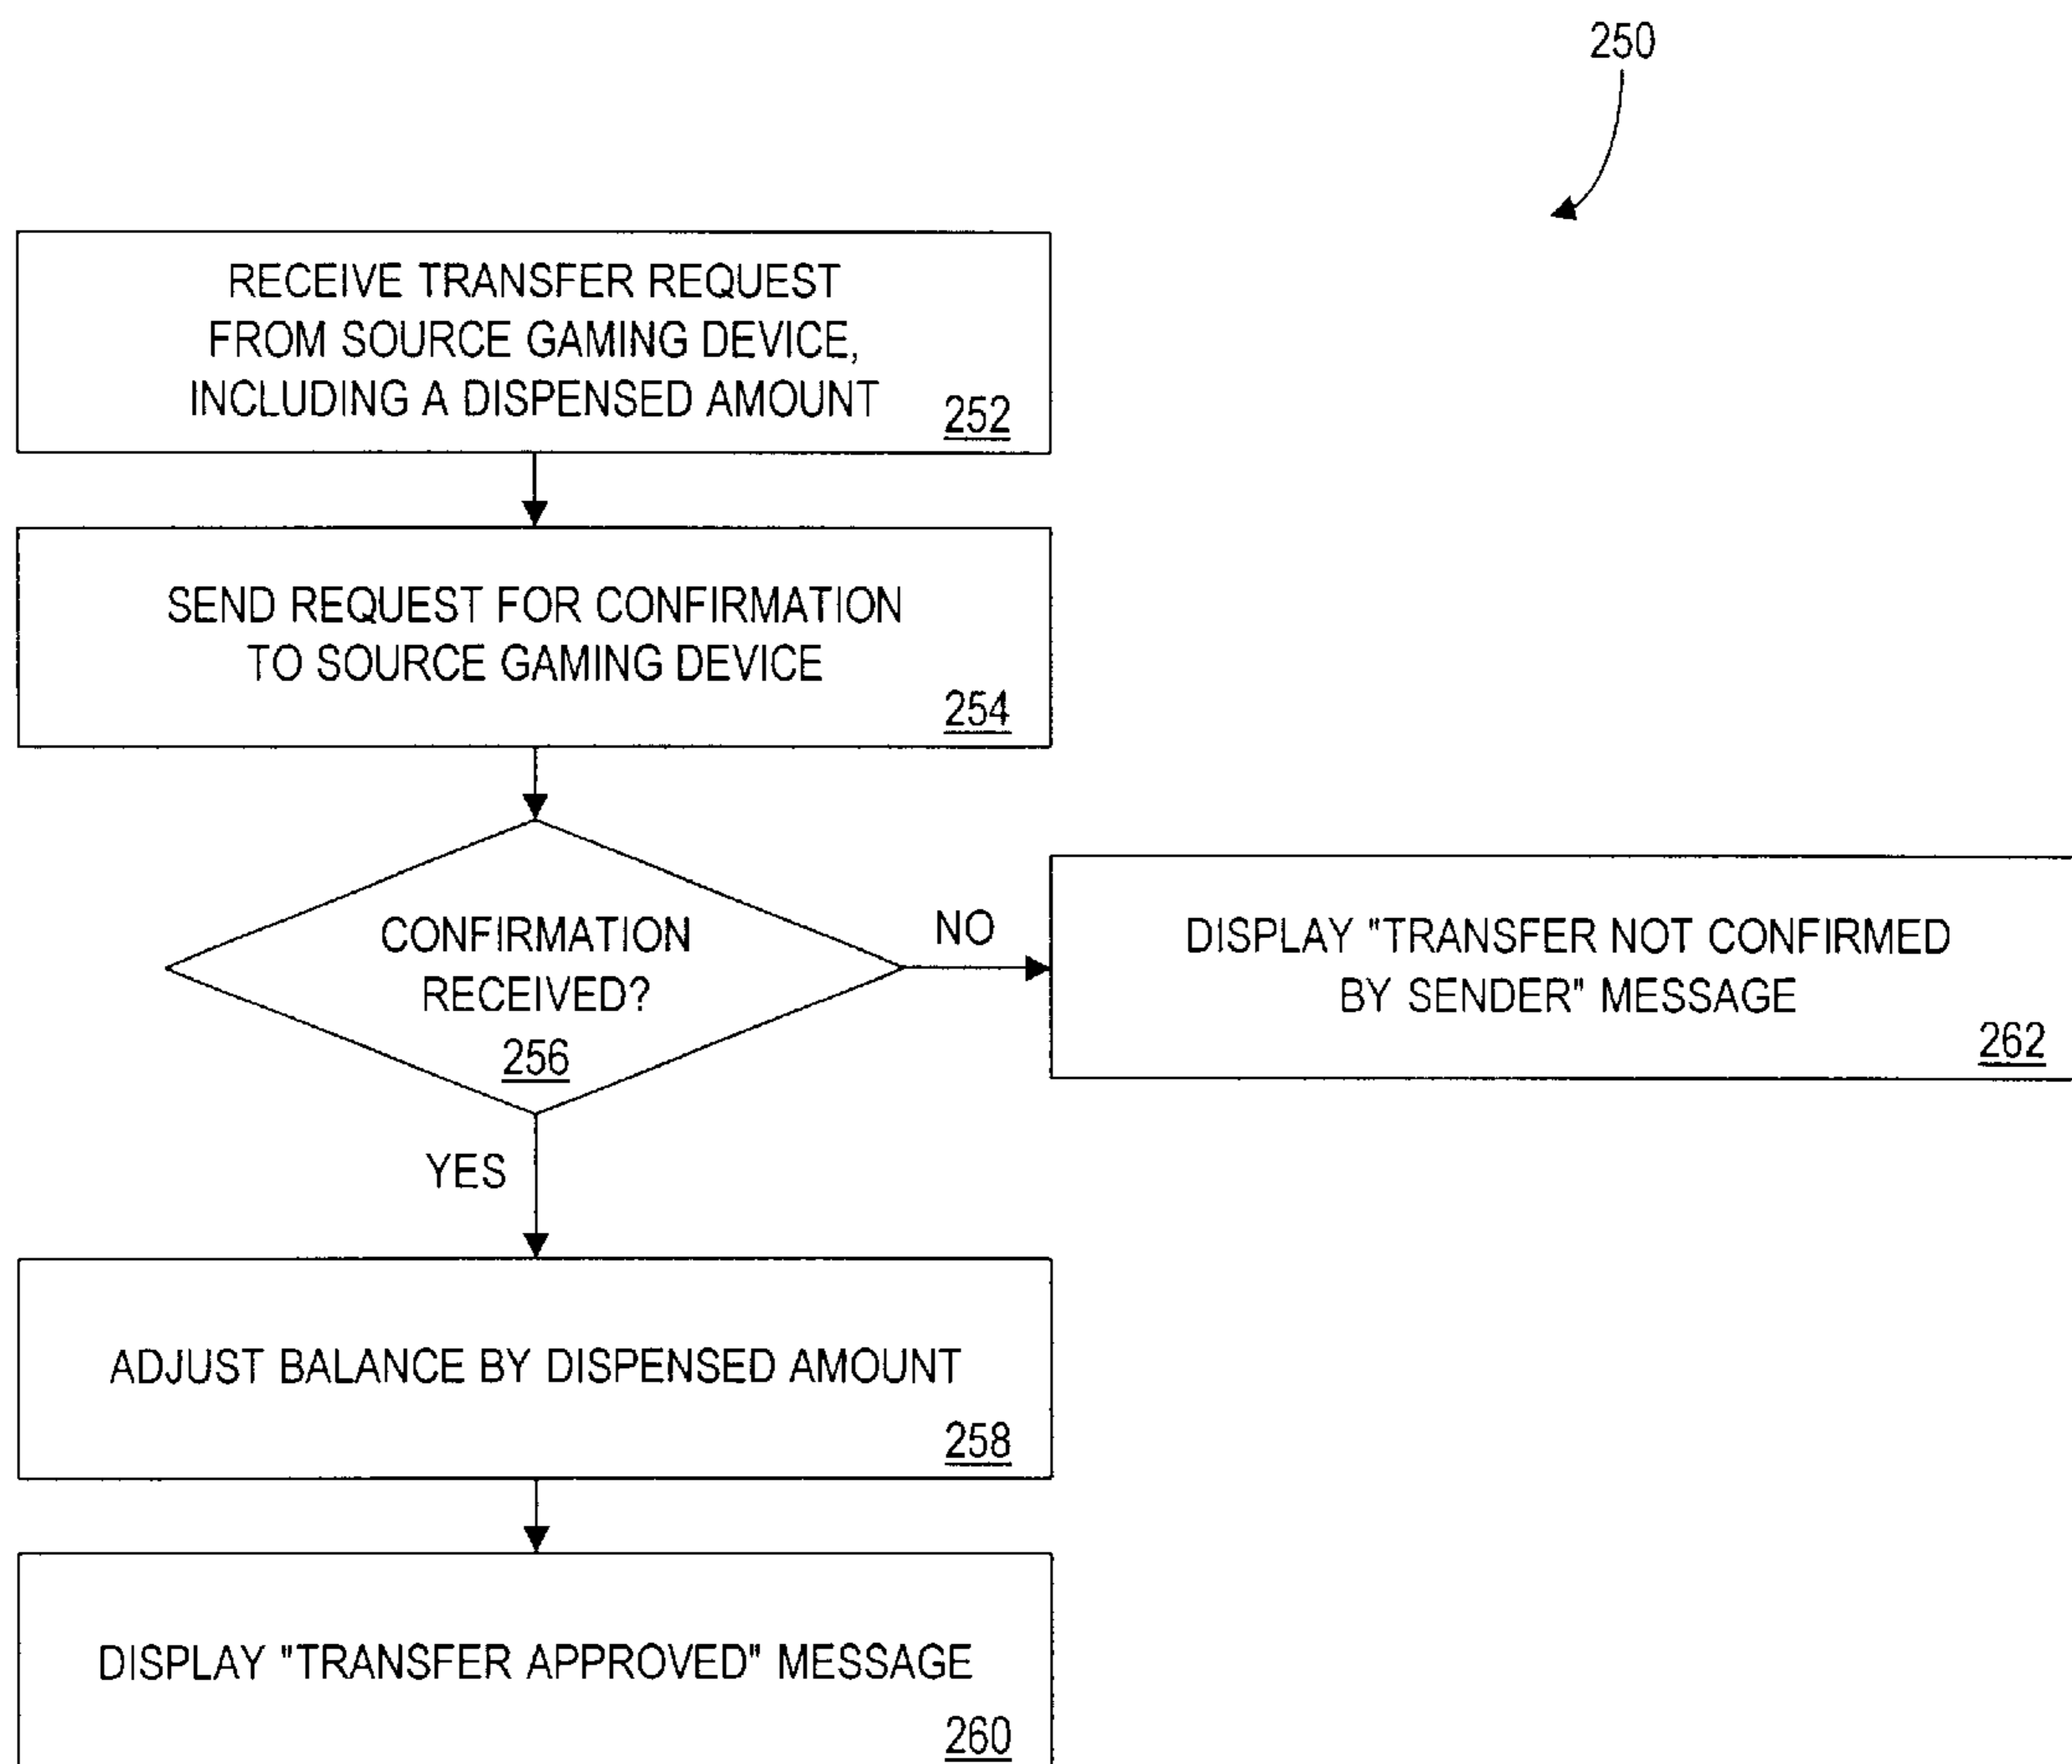 250
RECEIVE TRANSFER REQUEST
FROM SOURCE GAMING DEVICE,
INCLUDING A DISPENSED AMOUNT
252
SEND REQUEST FOR CONFIRMATION
TO SOURCE GAMING DEVICE
254
CONFIRMATION
RECEIVED?
256
NO
DISPLAY "TRANSFER NOT CONFIRMED
BY SENDER" MESSAGE
262
YES
ADJUST BALANCE BY DISPENSED AMOUNT
258
DISPLAY "TRANSFER APPROVED" MESSAGE
260